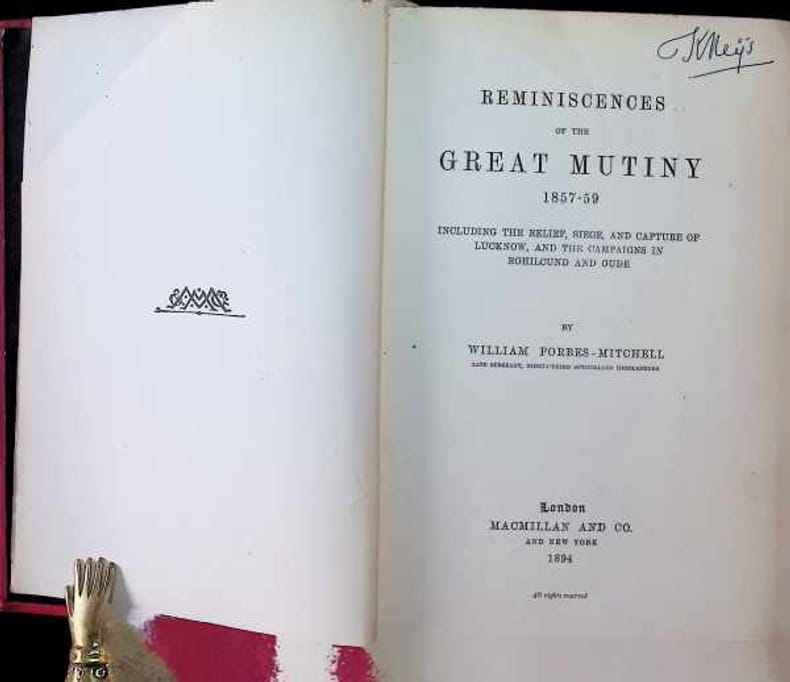 REMINISCENCES
OF THE
GREAT MUTINY
1857-59
INCLUDING THE RELIEF, SIEGE, AND CAPTURE OF
LUCKNOW, AND THE CAMPAIGNS IN
ROHILCUND AND OUDE
BY
WILLIAM FORBES-MITCHELL
LATE SERGEANT, NINETY-THIRD SUTHERLAND HIGHLANDERS
London
MACMILLAN AND CO.
AND NEW YORK
1894
All rights reserved